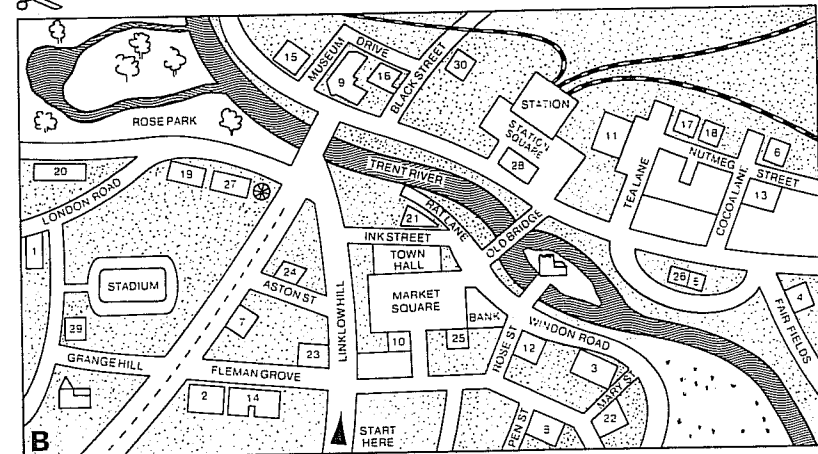 15
MUSEUM
DRIVE
9
16
BLACK STREET
30
STATION
STATION
SQUARE
28
11
17
18
NUTMEG
STREET
6
13
TEA LANE
COCOA LANE
ROSE PARK
TRENT RIVER
20
LONDON ROAD
19
27
21
RAT LANE
OLD BRIDGE
INK STREET
TOWN
HALL
1
STADIUM
24
ASTON ST
LINKLOW HILL
MARKET
SQUARE
BANK
26
5
4
FAIR FIELDS
29
7
23
10
25
ROSE ST
WINDON ROAD
12
3
GRANGE HILL
FLEMAN GROVE
MARY ST
2
14
START
HERE
PEN ST
8
22
B